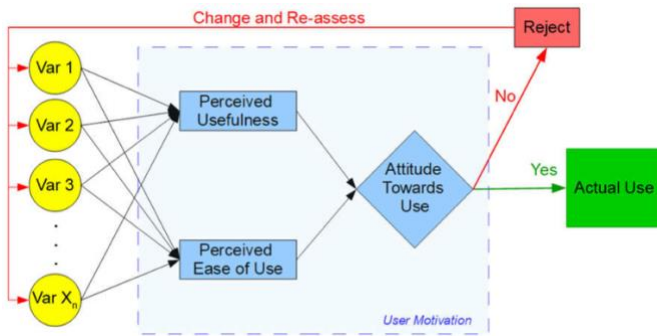 Change and Re-assess
Reject
Var 1
Var 2
Var 3
.
.
.
Var Xn
Perceived
Usefulness
Perceived
Ease of Use
Attitude
Towards
Use
No
Yes
Actual Use
User Motivation